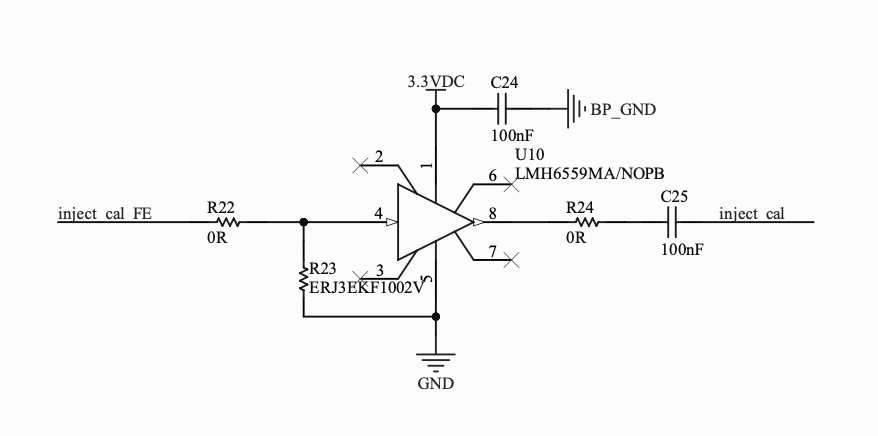 3.3VDC
C24
100nF
BP_GND
U10
LMH6559MA/NOPB
2
1
6
inject_cal_FE
R22
0R
4
8
R24
0R
C25
100nF
inject_cal
R23
ERJ3EKF1002V
3
5
7
GND